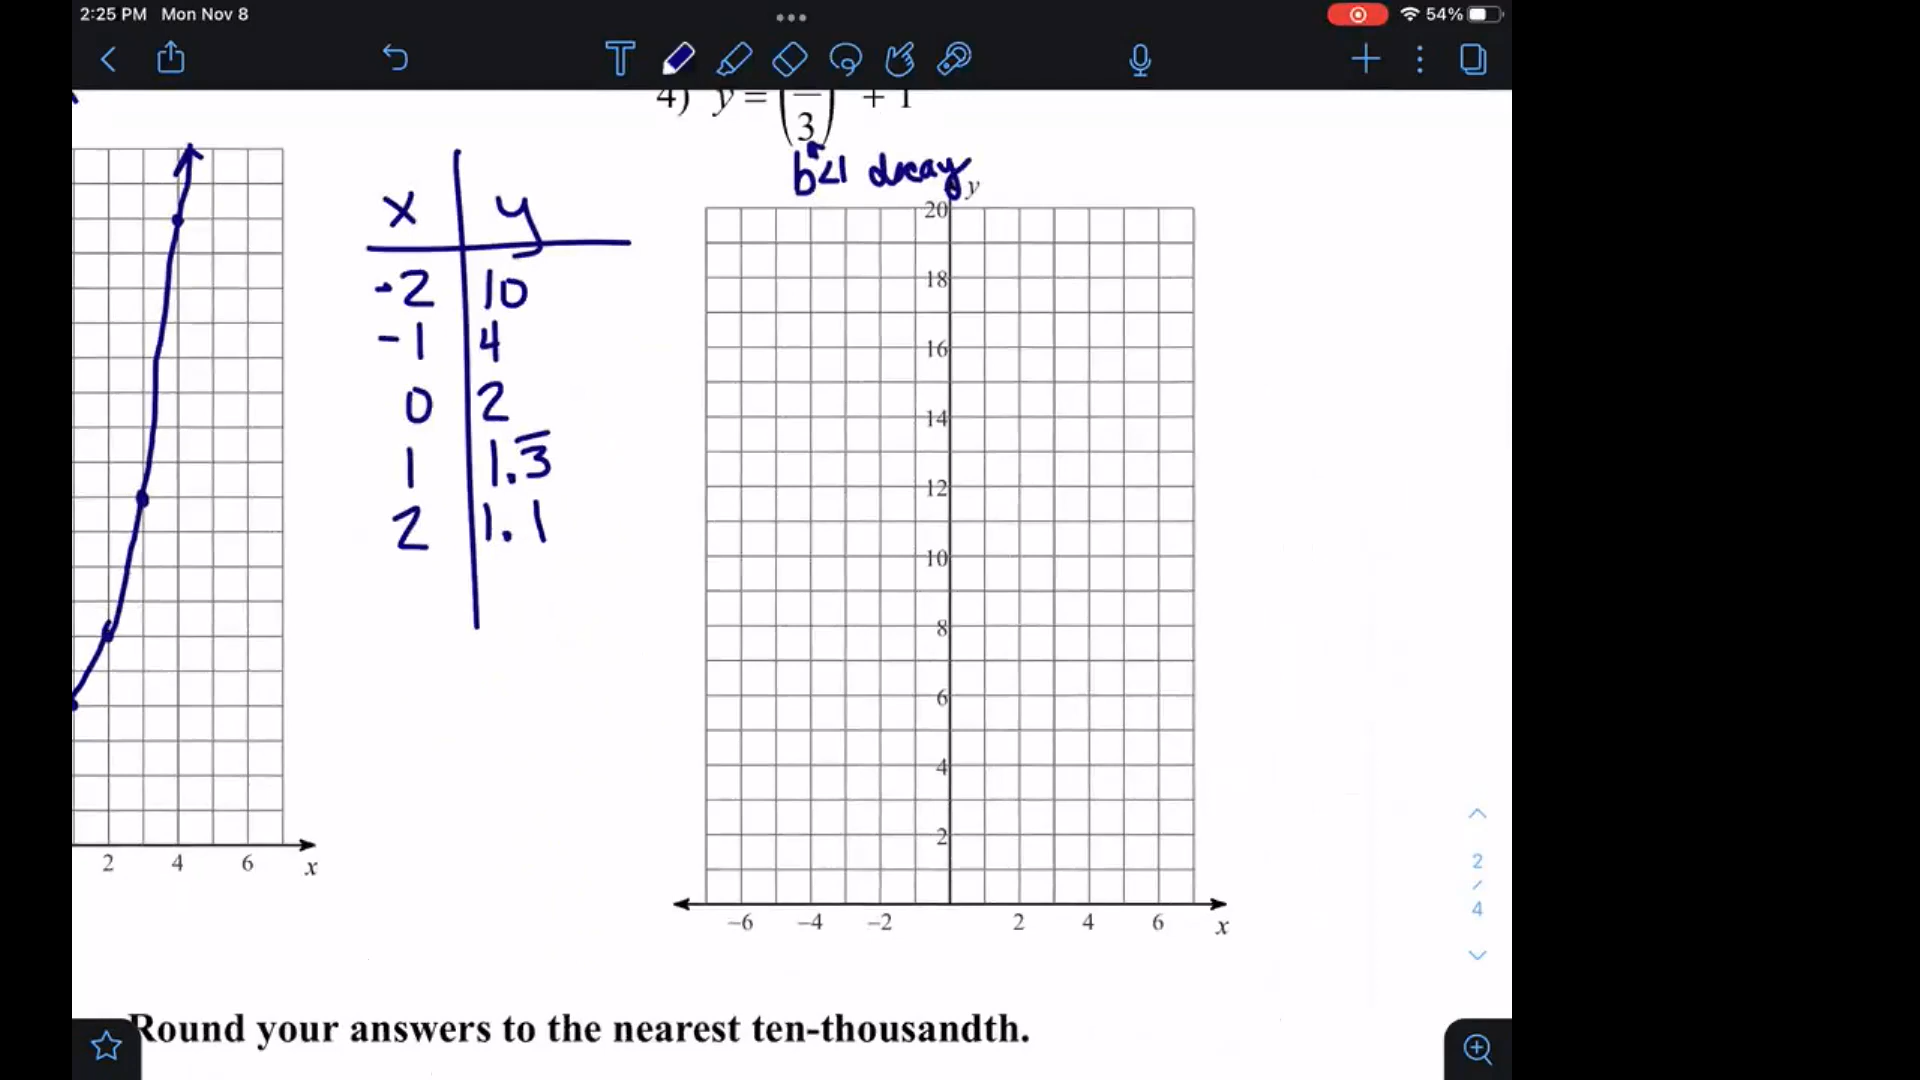 2:25 PM Mon Nov 8
54%
T
4) y = ( 3 ) + 1
b<1 decay
x y
-2 10
-1 4
0 2
1 1.3̅
2 1.1
2 4 6 x
y
20
18
16
14
12
10
8
6
4
2
−6 −4 −2 2 4 6 x
2
/
4
Round your answers to the nearest ten-thousandth.